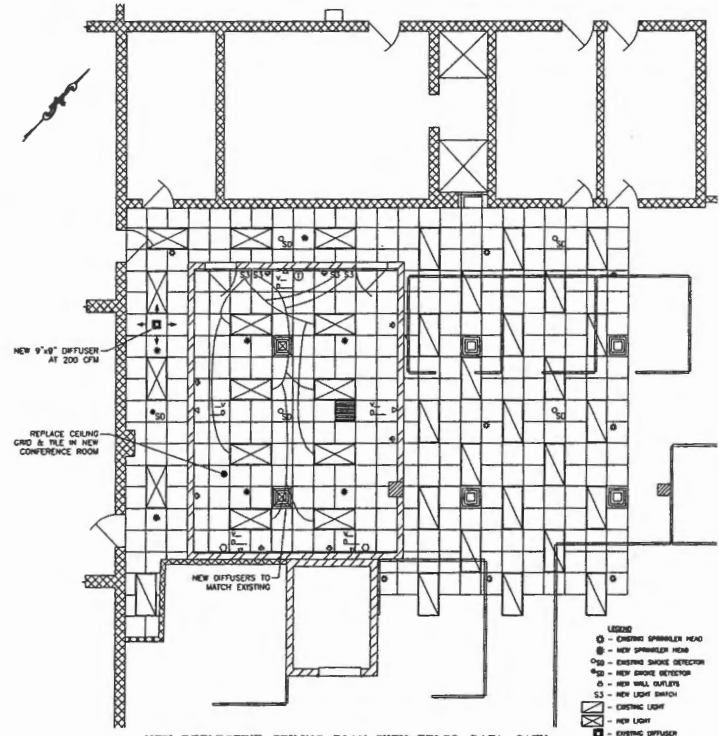 SD
SD
S3 S3
T
S3 S3
V
D
NEW 9"x9" DIFFUSER
AT 200 CFM
SD
V
D
SD
V
D
SD
REPLACE CEILING
GRID & TILE IN NEW
CONFERENCE ROOM
V
D
V
D
NEW DIFFUSERS TO
MATCH EXISTING
LEGEND
- EXISTING SPRINKLER HEAD
- NEW SPRINKLER HEAD
SD - EXISTING SMOKE DETECTOR
SD - NEW SMOKE DETECTOR
- NEW WALL OUTLETS
S3 - NEW LIGHT SWITCH
- EXISTING LIGHT
- NEW LIGHT
- EXISTING DIFFUSER